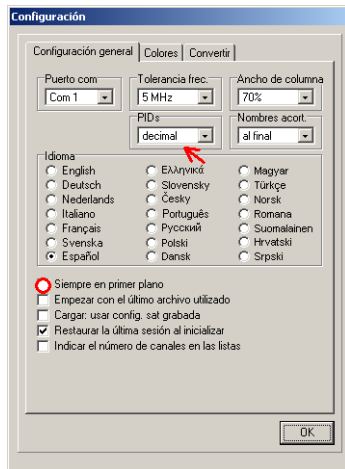 Configuración
Configuración general Colores Convertir
Puerto com Tolerancia frec. Ancho de columna
Com 1 5 MHz 70%
PIDs Nombres acort.
decimal al final
Idioma
English Ελληνικά Magyar
Deutsch Slovensky Türkçe
Nederlands Česky Norsk
Italiano Português Romana
Français Русский Suomalainen
Svenska Polski Hrvatski
Español Dansk Srpski
Siempre en primer plano
Empezar con el último archivo utilizado
Cargar: usar config. sat grabada
Restaurar la última sesión al inicializar
Indicar el número de canales en las listas
OK